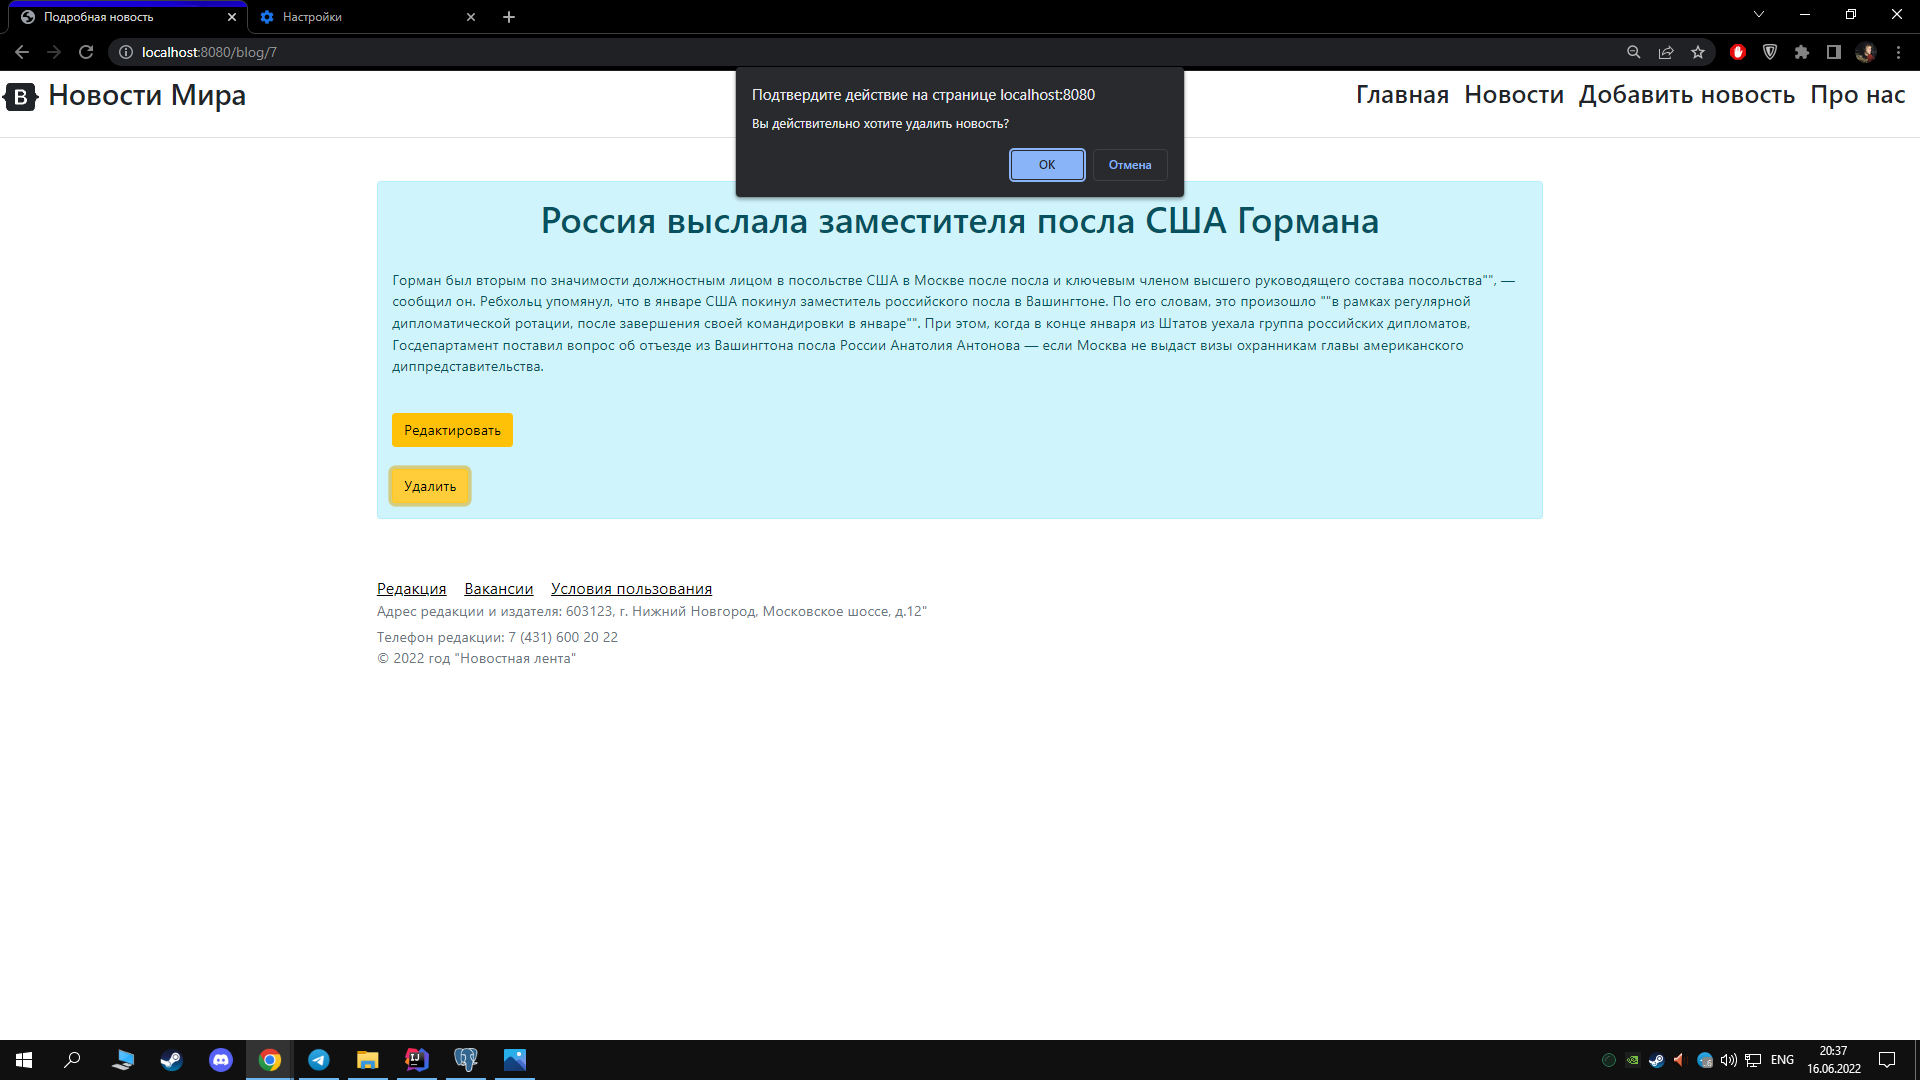 Подробная новость
Настройки
localhost:8080/blog/7
B Новости Мира
Главная Новости Добавить новость Про нас
Подтвердите действие на странице localhost:8080
Вы действительно хотите удалить новость?
ОК Отмена
Россия выслала заместителя посла США Гормана
Горман был вторым по значимости должностным лицом в посольстве США в Москве после посла и ключевым членом высшего руководящего состава посольства"", —
сообщил он. Ребхольц упомянул, что в январе США покинул заместитель российского посла в Вашингтоне. По его словам, это произошло ""в рамках регулярной
дипломатической ротации, после завершения своей командировки в январе"". При этом, когда в конце января из Штатов уехала группа российских дипломатов,
Госдепартамент поставил вопрос об отъезде из Вашингтона посла России Анатолия Антонова — если Москва не выдаст визы охранникам главы американского
диппредставительства.
Редактировать
Удалить
Редакция Вакансии Условия пользования
Адрес редакции и издателя: 603123, г. Нижний Новгород, Московское шоссе, д.12"
Телефон редакции: 7 (431) 600 20 22
© 2022 год "Новостная лента"
ENG
20:37
16.06.2022